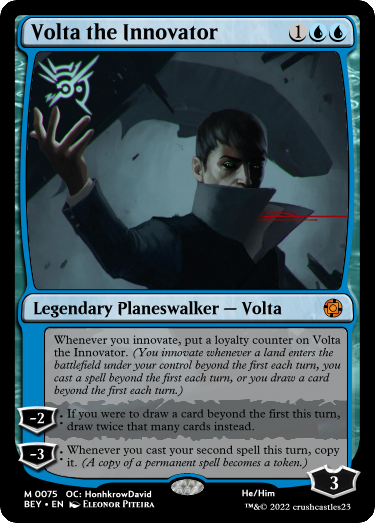 Volta the Innovator 1
Legendary Planeswalker — Volta
Whenever you innovate, put a loyalty counter on Volta
the Innovator. (You innovate whenever a land enters the
battlefield under your control beyond the first each turn, you
cast a spell beyond the first each turn, or you draw a card
beyond the first each turn.)
-2: If you were to draw a card beyond the first this turn,
draw twice that many cards instead.
-3: Whenever you cast your second spell this turn, copy
it. (A copy of a permanent spell becomes a token.)
3
M 0075 OC: HonhkrowDavid He/Him
BEY • EN Eleonor Piteira ™&© 2022 crushcastles23